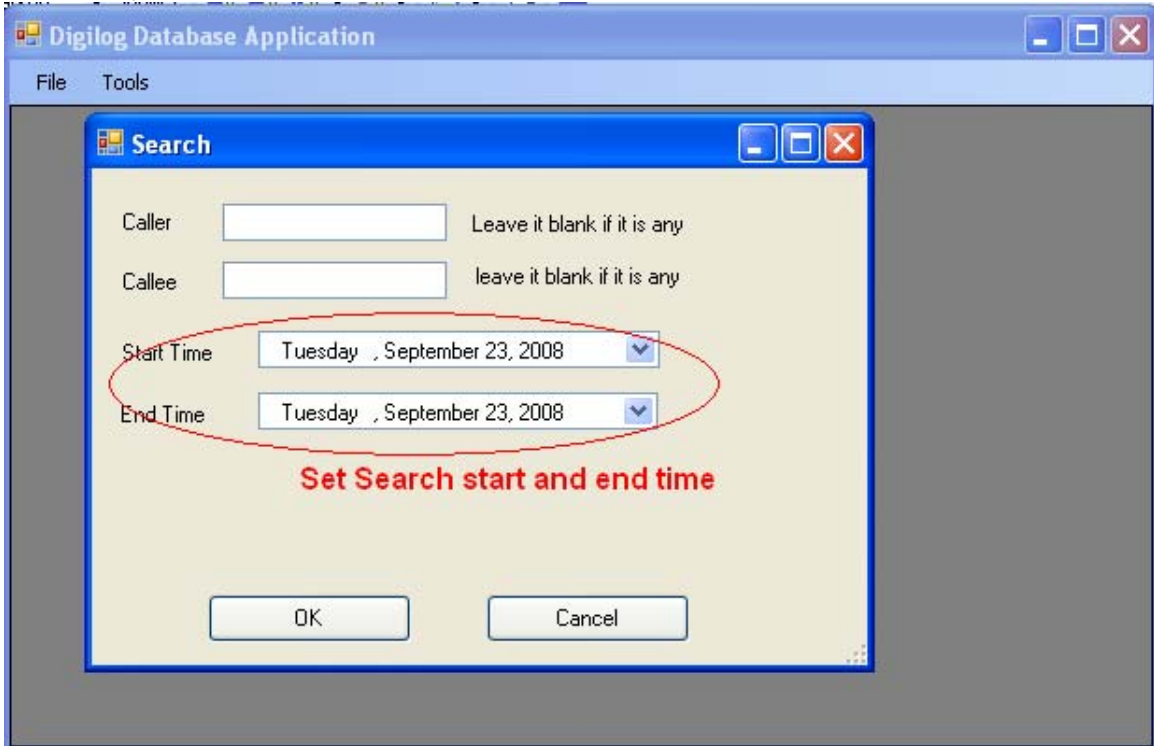 Digilog Database Application
File Tools
Search
Caller Leave it blank if it is any
Callee leave it blank if it is any
Start Time Tuesday , September 23, 2008
End Time Tuesday , September 23, 2008
Set Search start and end time
OK Cancel